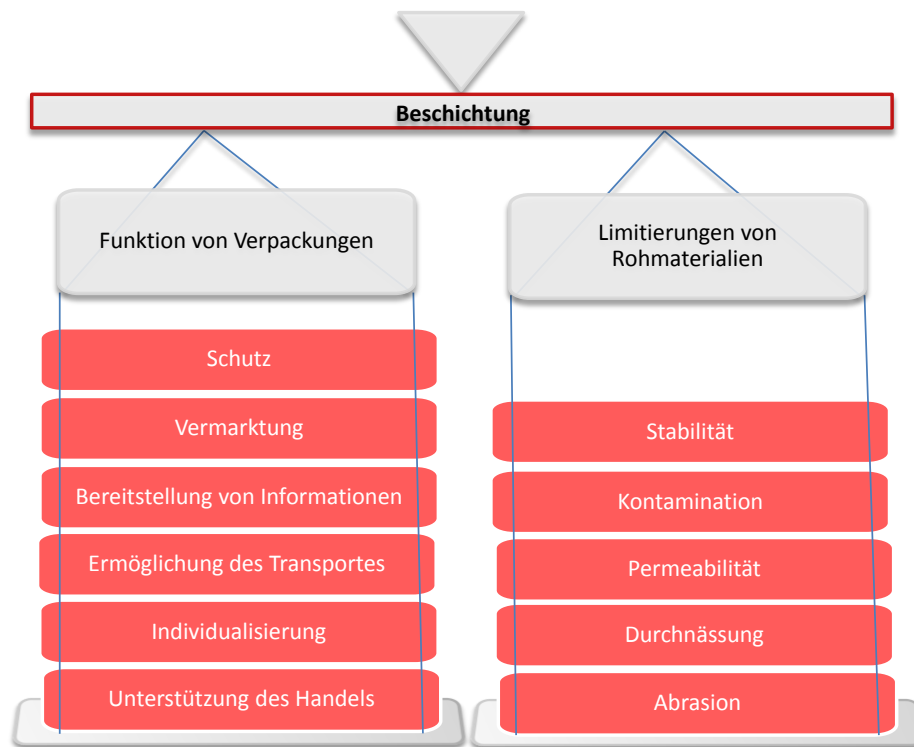 Beschichtung
Funktion von Verpackungen
Schutz
Vermarktung
Bereitstellung von Informationen
Ermöglichung des Transportes
Individualisierung
Unterstützung des Handels
Limitierungen von
Rohmaterialien
Stabilität
Kontamination
Permeabilität
Durchnässung
Abrasion